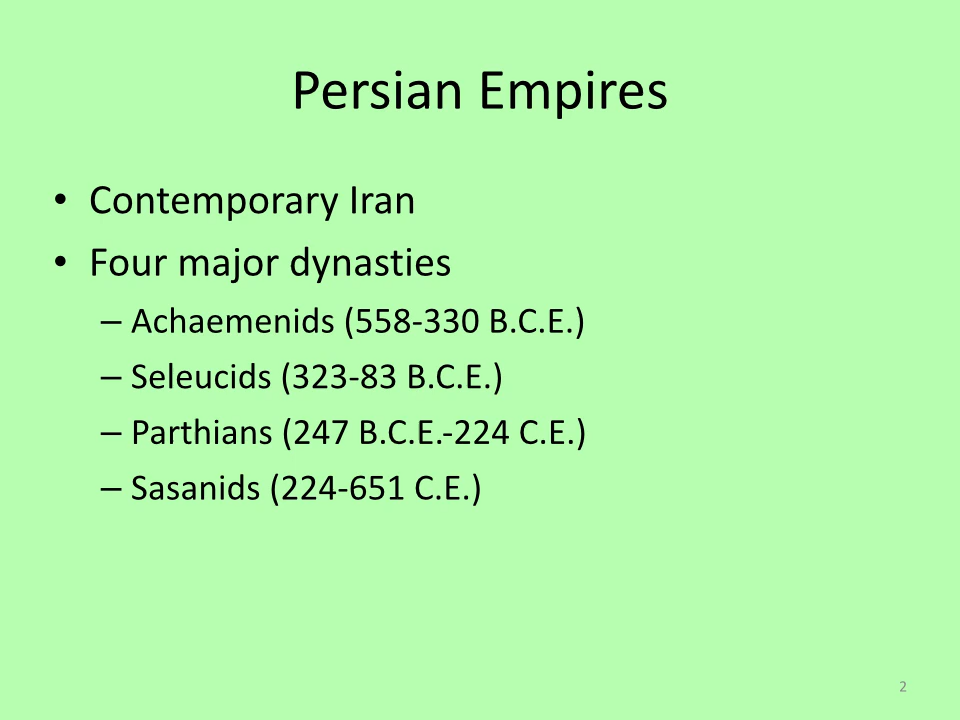 Persian Empires
• Contemporary Iran
• Four major dynasties
– Achaemenids (558-330 B.C.E.)
– Seleucids (323-83 B.C.E.)
– Parthians (247 B.C.E.-224 C.E.)
– Sasanids (224-651 C.E.)
2